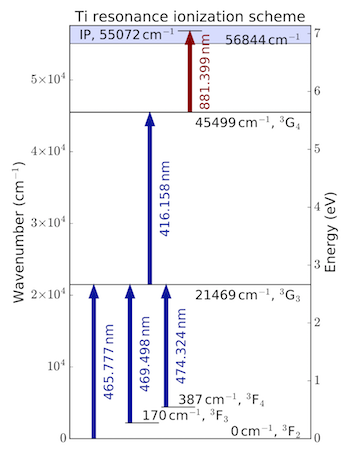 Ti resonance ionization scheme
IP, 55072 cm⁻¹
56844 cm⁻¹
881.399 nm
45499 cm⁻¹, ³G₄
416.158 nm
21469 cm⁻¹, ³G₃
465.777 nm
469.498 nm
474.324 nm
387 cm⁻¹, ³F₄
170 cm⁻¹, ³F₃
0 cm⁻¹, ³F₂
Wavenumber (cm⁻¹)
5×10⁴
4×10⁴
3×10⁴
2×10⁴
10⁴
0
Energy (eV)
7
6
5
4
3
2
1
0